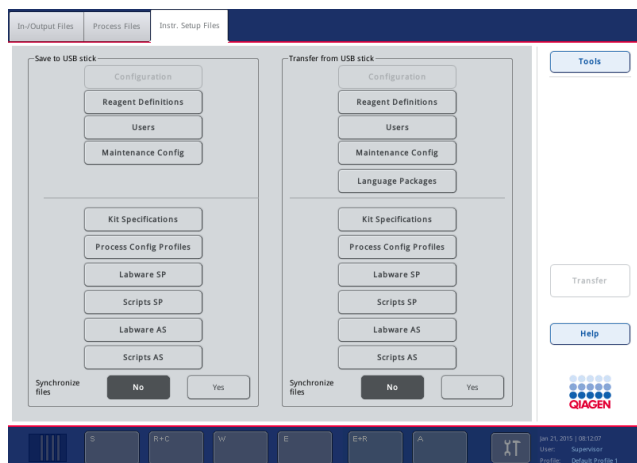 In-/Output Files
Process Files
Instr. Setup Files
Save to USB stick
Configuration
Reagent Definitions
Users
Maintenance Config
Kit Specifications
Process Config Profiles
Labware SP
Scripts SP
Labware AS
Scripts AS
Synchronize
files
No
Yes
Transfer from USB stick
Configuration
Reagent Definitions
Users
Maintenance Config
Language Packages
Kit Specifications
Process Config Profiles
Labware SP
Scripts SP
Labware AS
Scripts AS
Synchronize
files
No
Yes
Tools
Transfer
Help
QIAGEN
S
R+C
W
E
E+R
A
Jan 21, 2015 | 08:12:07
User: Supervisor
Profile: Default Profile 1